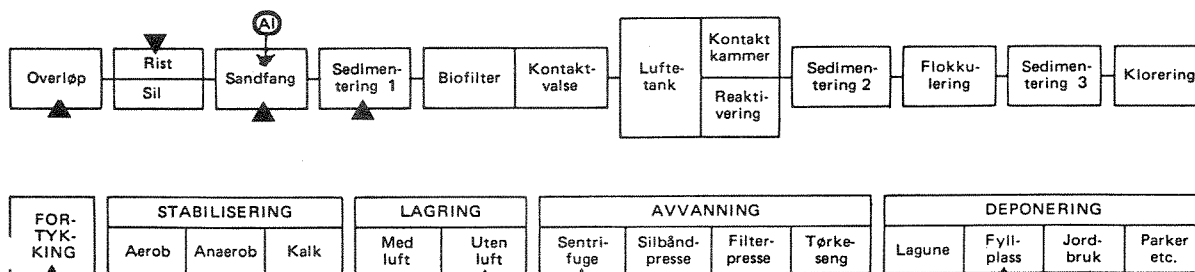 Al
Overløp
Rist
Sil
Sandfang
Sedimen-
tering 1
Biofilter
Kontakt-
valse
Lufte-
tank
Kontakt
kammer
Reakti-
vering
Sedimen-
tering 2
Flokku-
lering
Sedimen-
tering 3
Klorering
FOR-
TYK-
KING
STABILISERING
Aerob
Anaerob
Kalk
LAGRING
Med
luft
Uten
luft
AVVANNING
Sentri-
fuge
Silbånd-
presse
Filter-
presse
Tørke-
seng
DEPONERING
Lagune
Fyll-
plass
Jord-
bruk
Parker
etc.